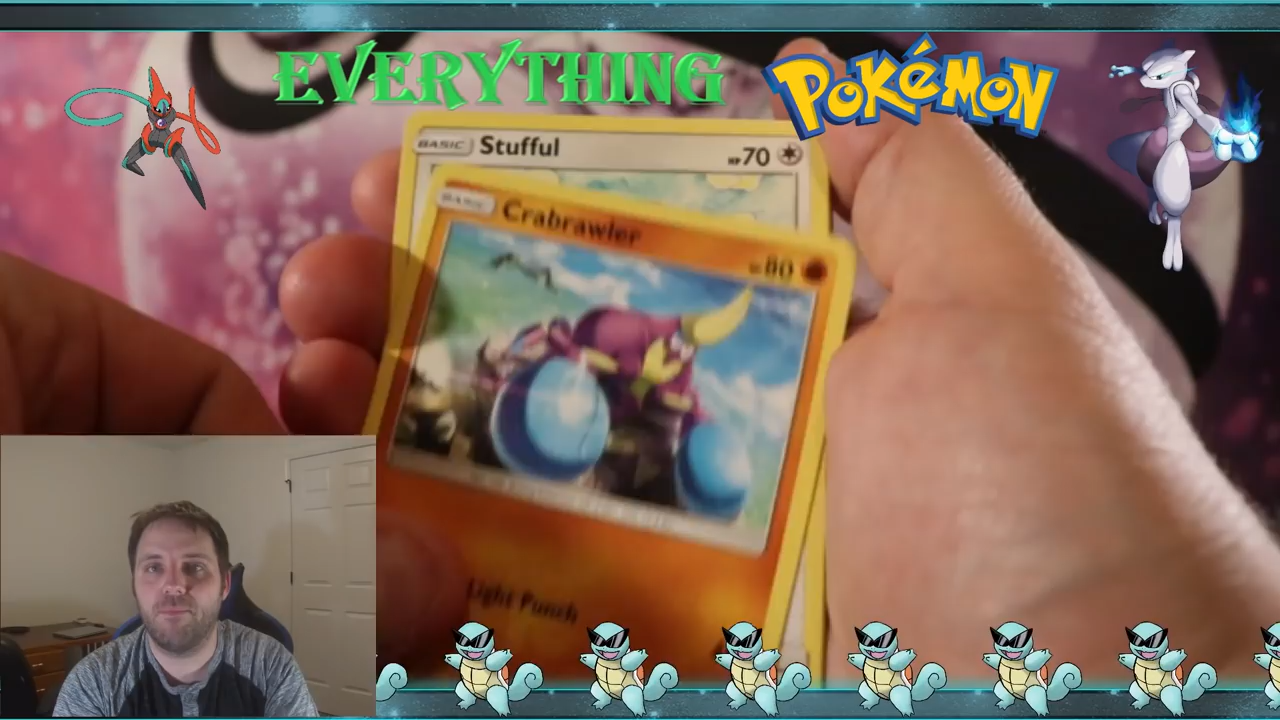 EVERYTHING POKéMON
BASIC Stufful HP70
BASIC Crabrawler HP80
Light Punch